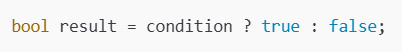 bool result = condition ? true : false;